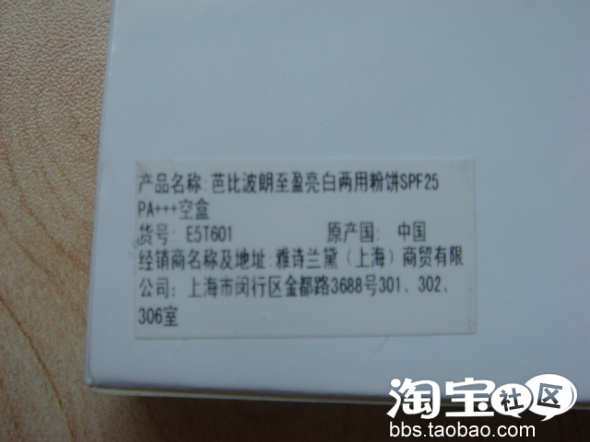 产品名称:芭比波朗至盈亮白两用粉饼SPF25
PA+++空盒
货号: E5T601 原产国: 中国
经销商名称及地址:雅诗兰黛（上海）商贸有限
公司: 上海市闵行区金都路3688号301、302、
306室
淘宝社区
bbs.taobao.com